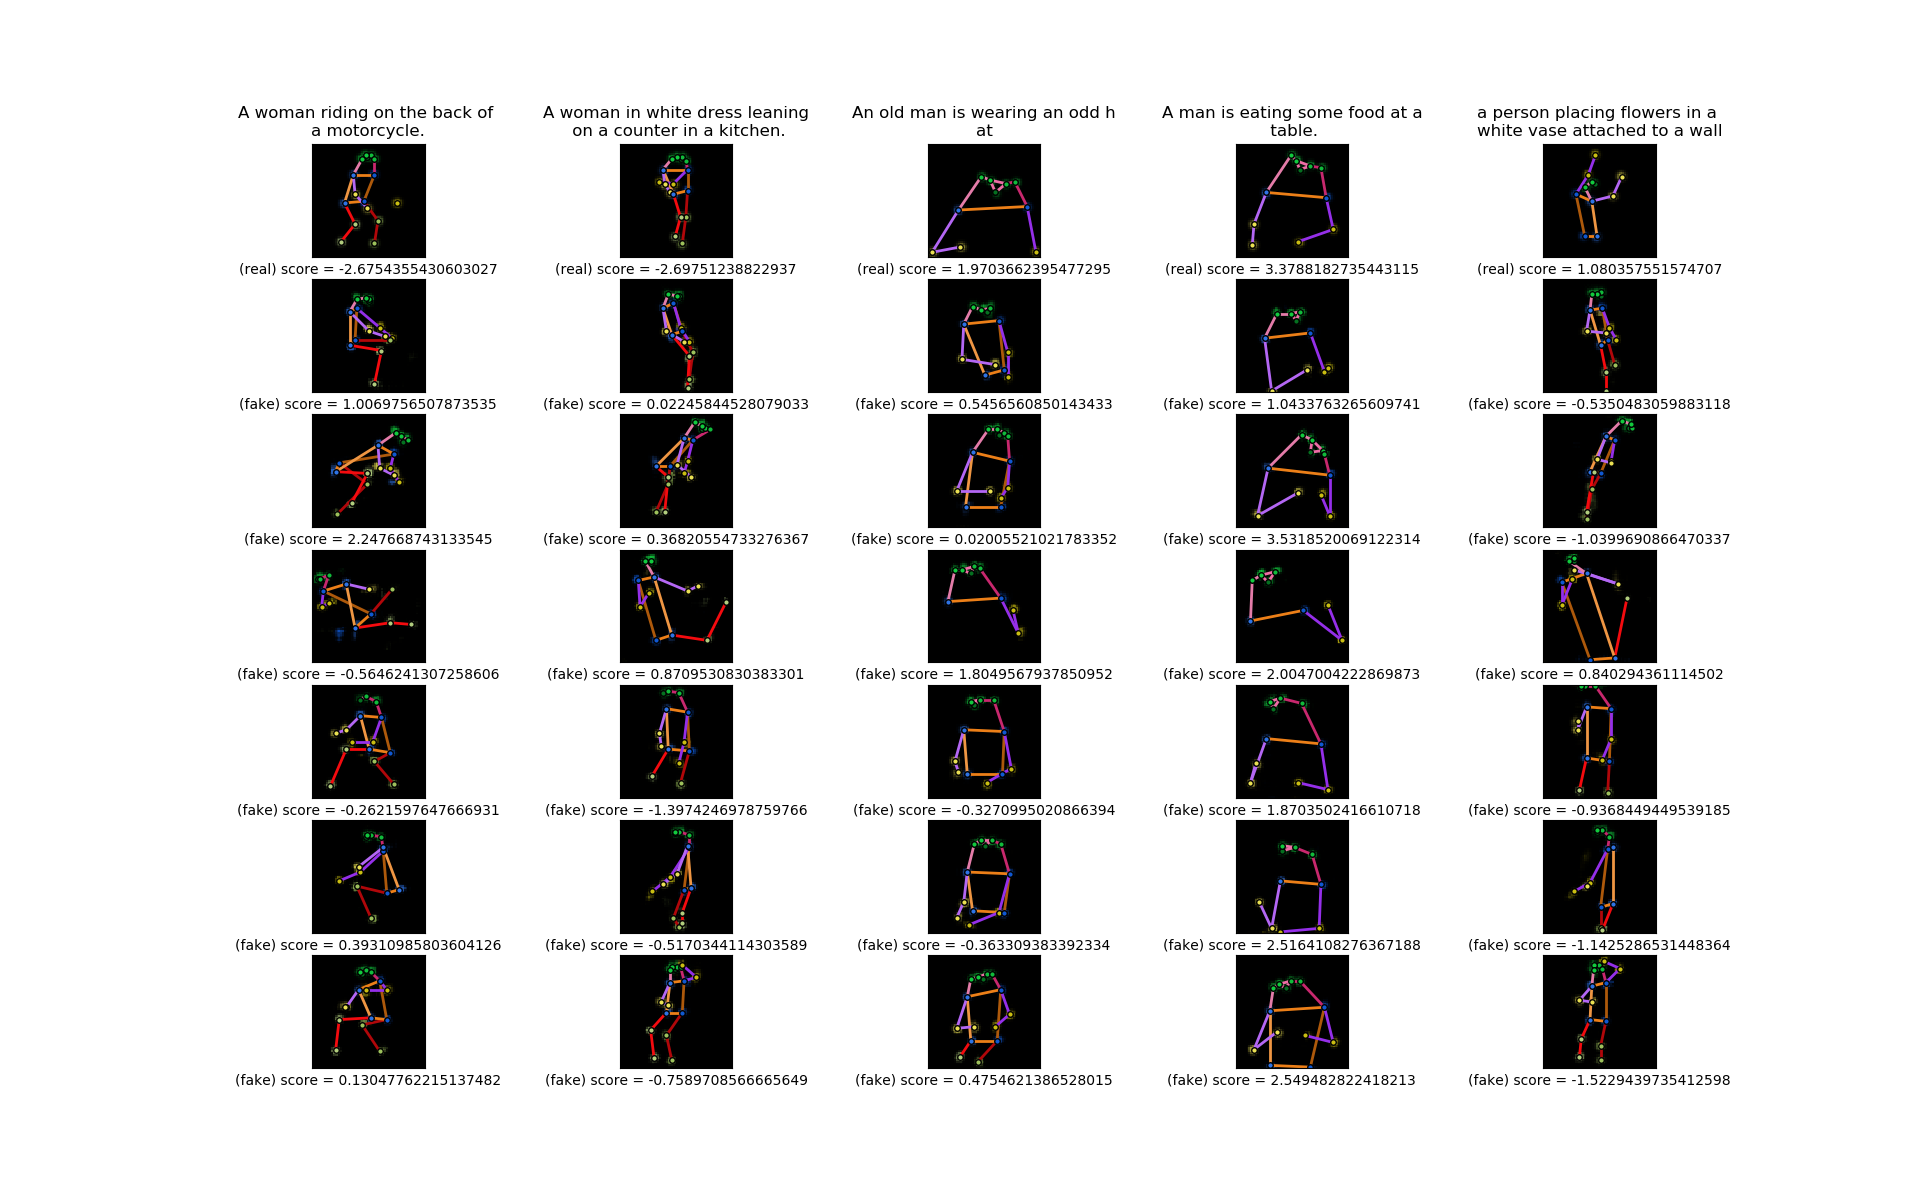 A woman riding on the back of
a motorcycle.
A woman in white dress leaning
on a counter in a kitchen.
An old man is wearing an odd h
at
A man is eating some food at a
table.
a person placing flowers in a
white vase attached to a wall
(real) score = -2.6754355430603027
(real) score = -2.69751238822937
(real) score = 1.9703662395477295
(real) score = 3.3788182735443115
(real) score = 1.080357551574707
(fake) score = 1.0069756507873535
(fake) score = 0.02245844528079033
(fake) score = 0.5456560850143433
(fake) score = 1.0433763265609741
(fake) score = -0.5350483059883118
(fake) score = 2.247668743133545
(fake) score = 0.36820554733276367
(fake) score = 0.02005521021783352
(fake) score = 3.5318520069122314
(fake) score = -1.0399690866470337
(fake) score = -0.5646241307258606
(fake) score = 0.8709530830383301
(fake) score = 1.8049567937850952
(fake) score = 2.0047004222869873
(fake) score = 0.840294361114502
(fake) score = -0.2621597647666931
(fake) score = -1.3974246978759766
(fake) score = -0.3270995020866394
(fake) score = 1.8703502416610718
(fake) score = -0.9368449449539185
(fake) score = 0.39310985803604126
(fake) score = -0.5170344114303589
(fake) score = -0.363309383392334
(fake) score = 2.5164108276367188
(fake) score = -1.1425286531448364
(fake) score = 0.13047762215137482
(fake) score = -0.7589708566665649
(fake) score = 0.4754621386528015
(fake) score = 2.549482822418213
(fake) score = -1.5229439735412598